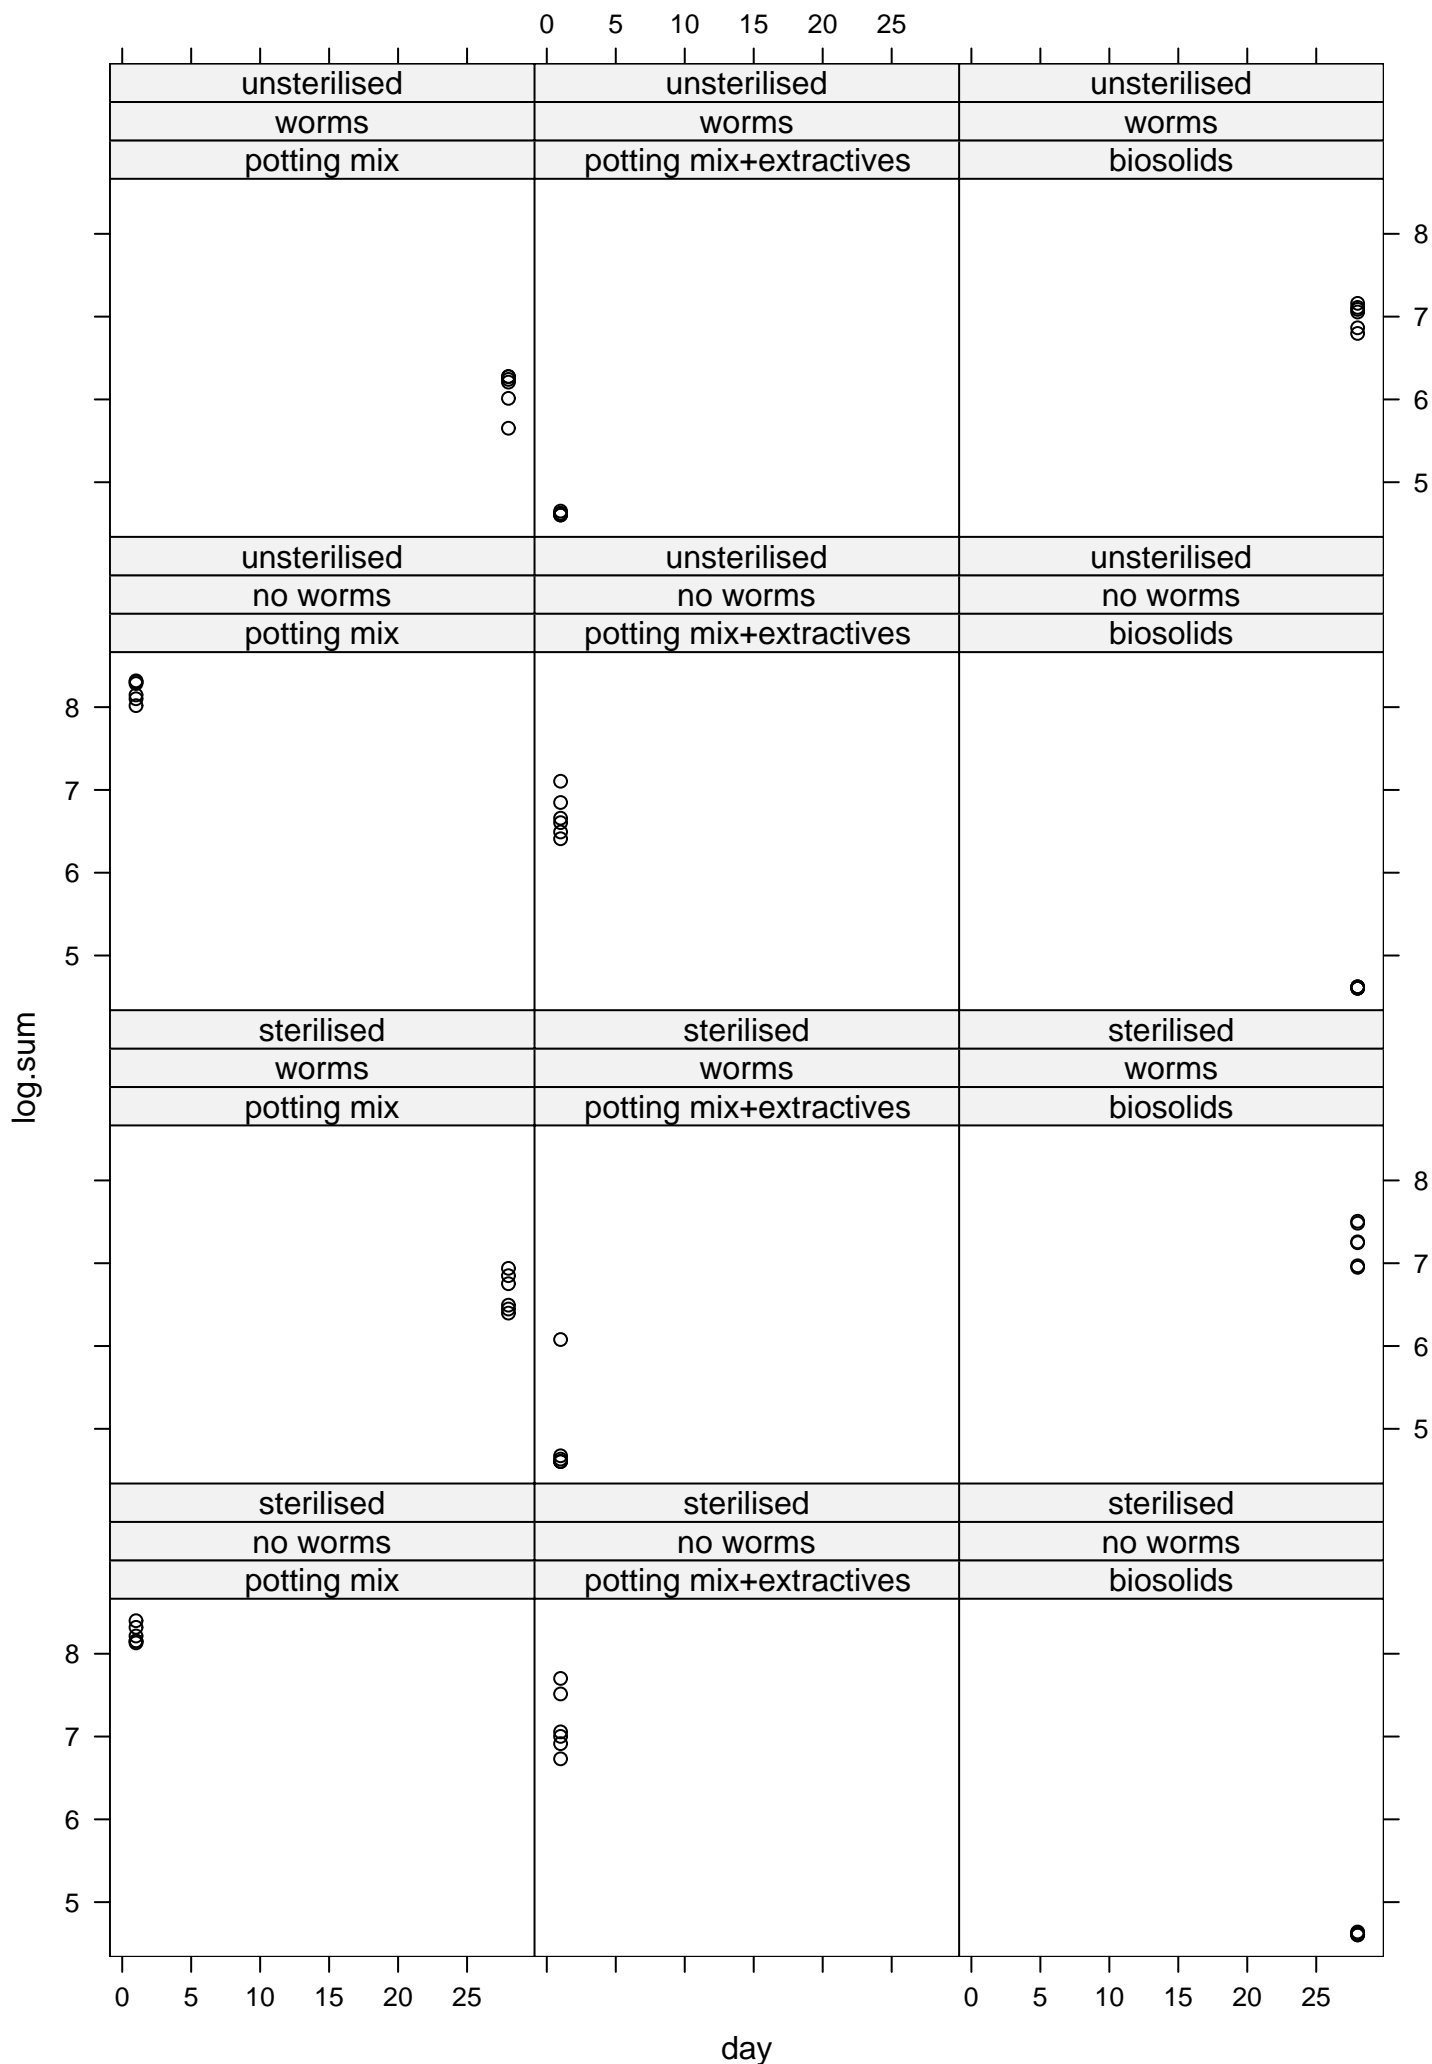 0 5 10 15 20 25
unsterilised unsterilised unsterilised
worms worms worms
potting mix potting mix+extractives biosolids
8
7
6
5
unsterilised unsterilised unsterilised
no worms no worms no worms
potting mix potting mix+extractives biosolids
8
7
6
5
log.sum
sterilised sterilised sterilised
worms worms worms
potting mix potting mix+extractives biosolids
8
7
6
5
sterilised sterilised sterilised
no worms no worms no worms
potting mix potting mix+extractives biosolids
8
7
6
5
0 5 10 15 20 25 0 5 10 15 20 25
day